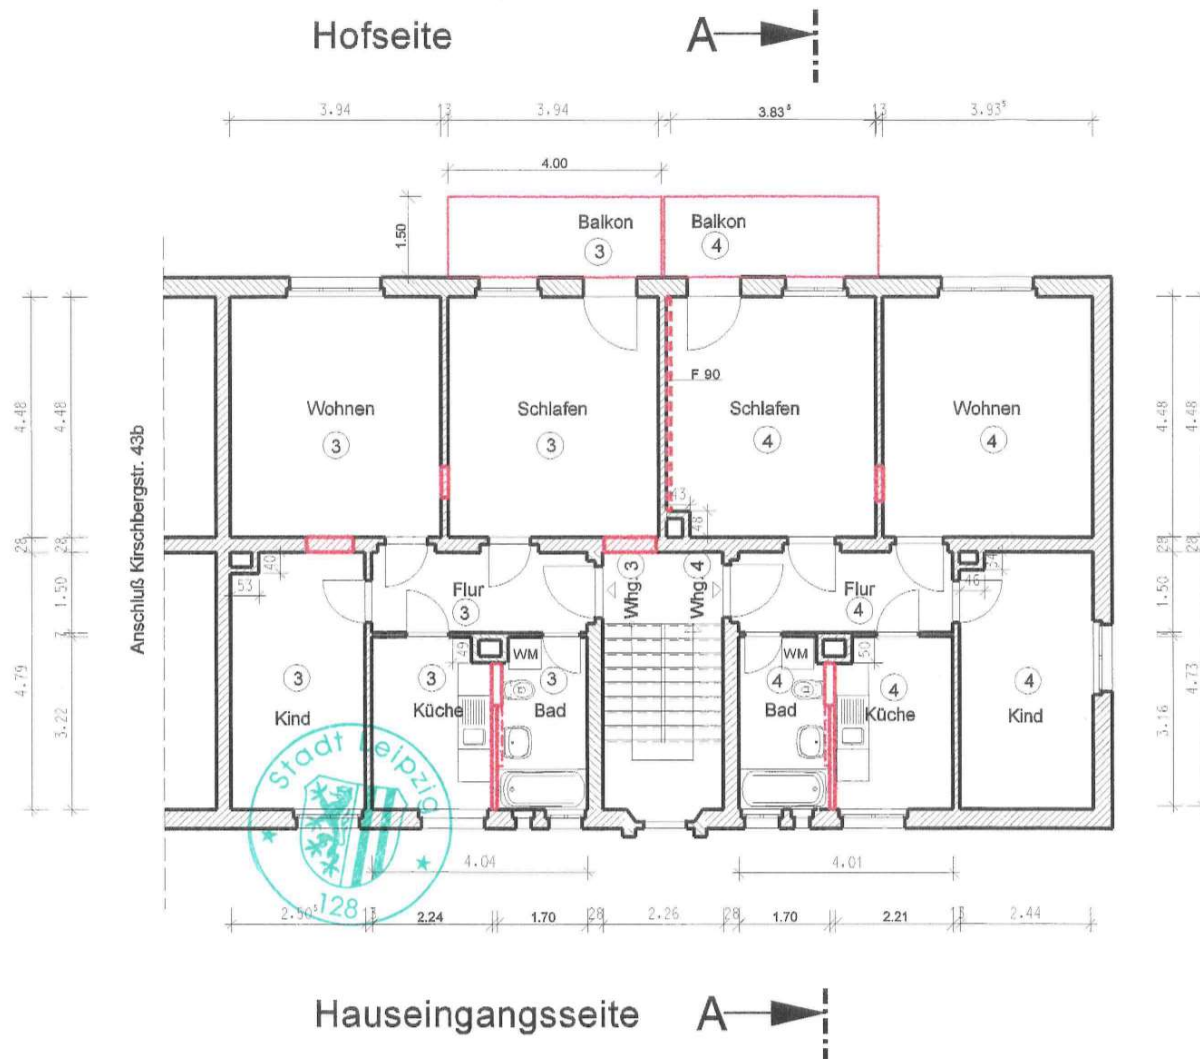 Hofseite
A
3.94
13
3.94
3.83⁵
13
3.93⁵
4.00
1.50
Balkon
3
Balkon
4
4.48
4.48
Anschluß Kirschbergstr. 43b
Wohnen
3
Schlafen
3
F 90
Schlafen
4
Wohnen
4
4.48
4.48
43
48
28
28
40
53
Flur
3
Whg. 3
Whg. 4
Flur
4
34
46
28
28
1.50
7
1.50
7
4.79
3.22
3
Kind
49
3
Küche
WM
3
Bad
4
WM
Bad
50
4
Küche
4
Kind
3.16
4.73
Stadt Leipzig
128
4.04
4.01
2.50⁵
13
2.24
1.70
28
2.26
28
1.70
2.21
13
2.44
Hauseingangsseite
A